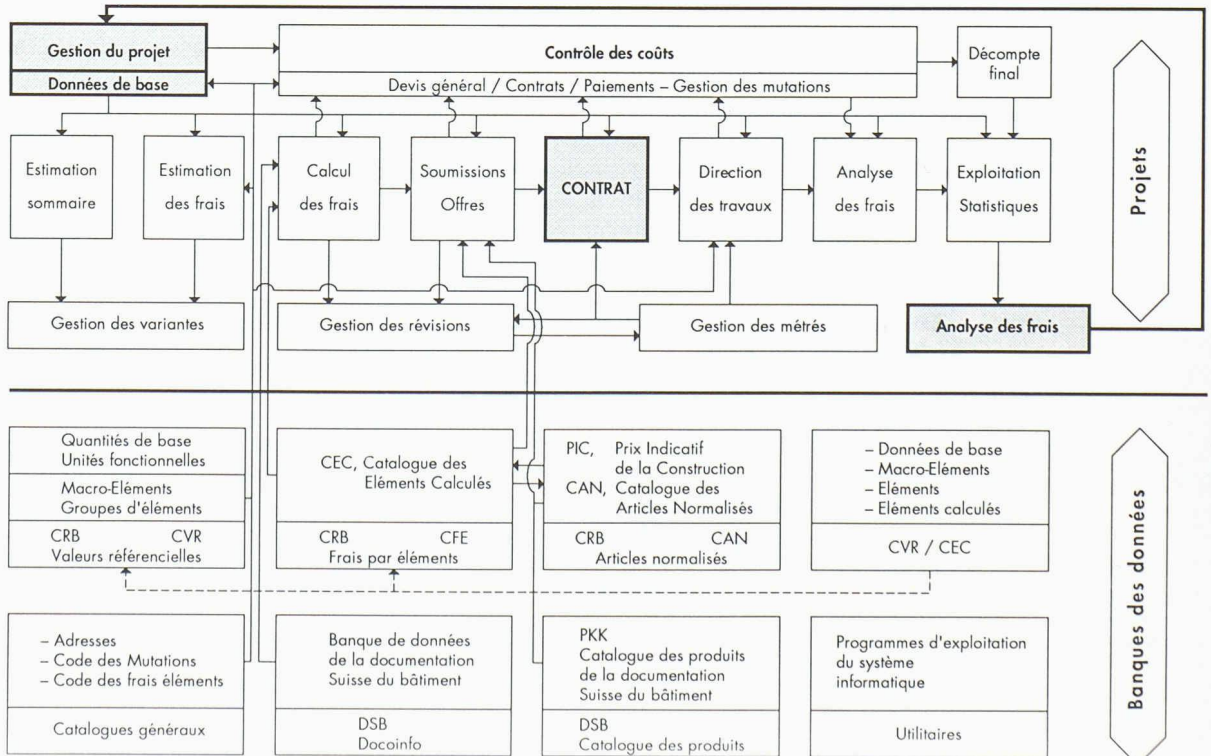 Gestion du projet
Données de base
Contrôle des coûts
Devis général / Contrats / Paiements – Gestion des mutations
Décompte
final
Estimation
sommaire
Estimation
des frais
Calcul
des frais
Soumissions
Offres
CONTRAT
Direction
des travaux
Analyse
des frais
Exploitation
Statistiques
Gestion des variantes
Gestion des révisions
Gestion des métrés
Analyse des frais
Projets
Quantités de base
Unités fonctionnelles
Macro-Eléments
Groupes d'éléments
CRB CVR
Valeurs référencielles
CEC, Catalogue des
Eléments Calculés
CRB CFE
Frais par éléments
PIC, Prix Indicatif
de la Construction
CAN, Catalogue des
Articles Normalisés
CRB CAN
Articles normalisés
– Données de base
– Macro-Eléments
– Eléments
– Eléments calculés
CVR / CEC
– Adresses
– Code des Mutations
– Code des frais éléments
Catalogues généraux
Banque de données
de la documentation
Suisse du bâtiment
DSB
Docoinfo
PKK
Catalogue des produits
de la documentation
Suisse du bâtiment
DSB
Catalogue des produits
Programmes d'exploitation
du système
informatique
Utilitaires
Banques des données